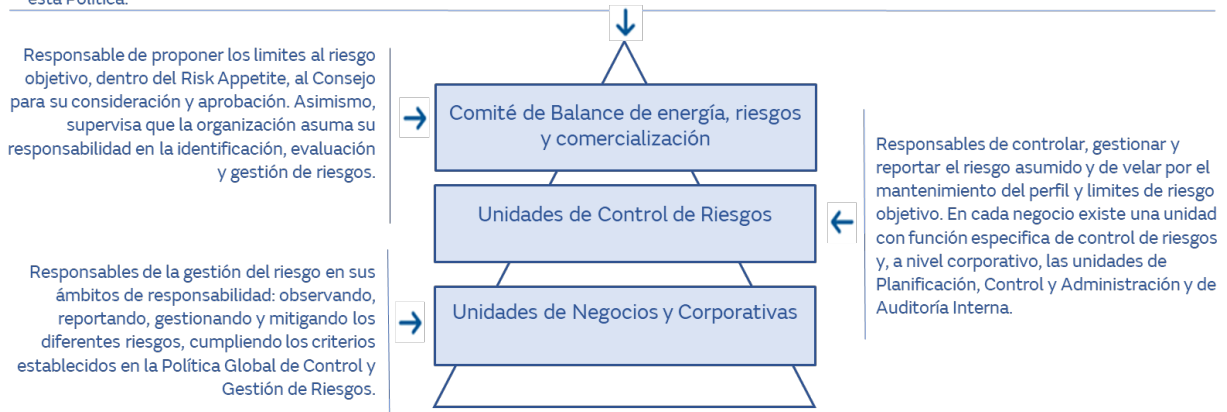 esta Política.
Responsable de proponer los limites al riesgo
objetivo, dentro del Risk Appetite, al Consejo
para su consideración y aprobación. Asimismo,
supervisa que la organización asuma su
responsabilidad en la identificación, evaluación
y gestión de riesgos.
Comité de Balance de energía, riesgos
y comercialización
Responsables de controlar, gestionar y
reportar el riesgo asumido y de velar por el
mantenimiento del perfil y limites de riesgo
objetivo. En cada negocio existe una unidad
con función especifica de control de riesgos
y, a nivel corporativo, las unidades de
Planificación, Control y Administración y de
Auditoría Interna.
Unidades de Control de Riesgos
Responsables de la gestión del riesgo en sus
ámbitos de responsabilidad: observando,
reportando, gestionando y mitigando los
diferentes riesgos, cumpliendo los criterios
establecidos en la Política Global de Control y
Gestión de Riesgos.
Unidades de Negocios y Corporativas